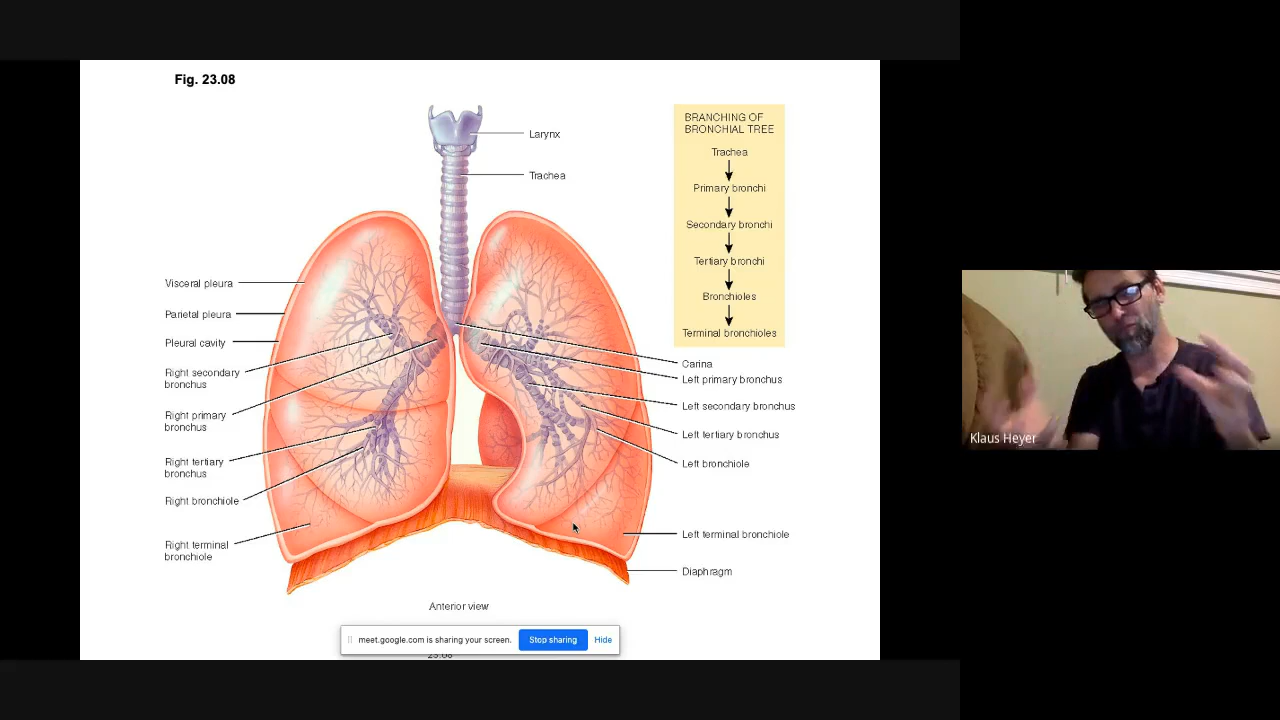 Fig. 23.08
Larynx
Trachea
BRANCHING OF
BRONCHIAL TREE
Trachea
Primary bronchi
Secondary bronchi
Tertiary bronchi
Bronchioles
Terminal bronchioles
Visceral pleura
Parietal pleura
Pleural cavity
Right secondary
bronchus
Right primary
bronchus
Right tertiary
bronchus
Right bronchiole
Right terminal
bronchiole
Carina
Left primary bronchus
Left secondary bronchus
Left tertiary bronchus
Left bronchiole
Left terminal bronchiole
Diaphragm
Anterior view
meet.google.com is sharing your screen. Stop sharing Hide
23.08
Klaus Heyer